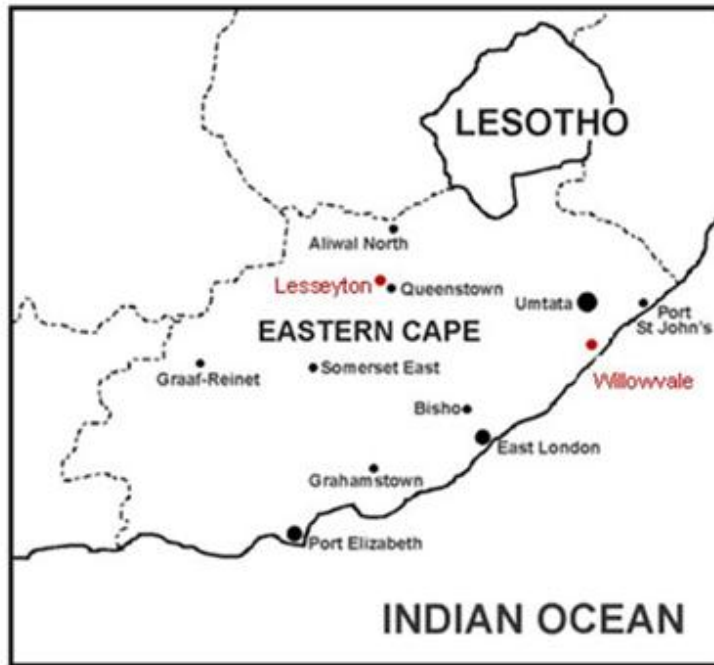 LESOTHO
Aliwal North
Lesseyton
Queenstown
Umtata
Port
St John's
EASTERN CAPE
Graaf-Reinet
Somerset East
Willowvale
Bisho
East London
Grahamstown
Port Elizabeth
INDIAN OCEAN